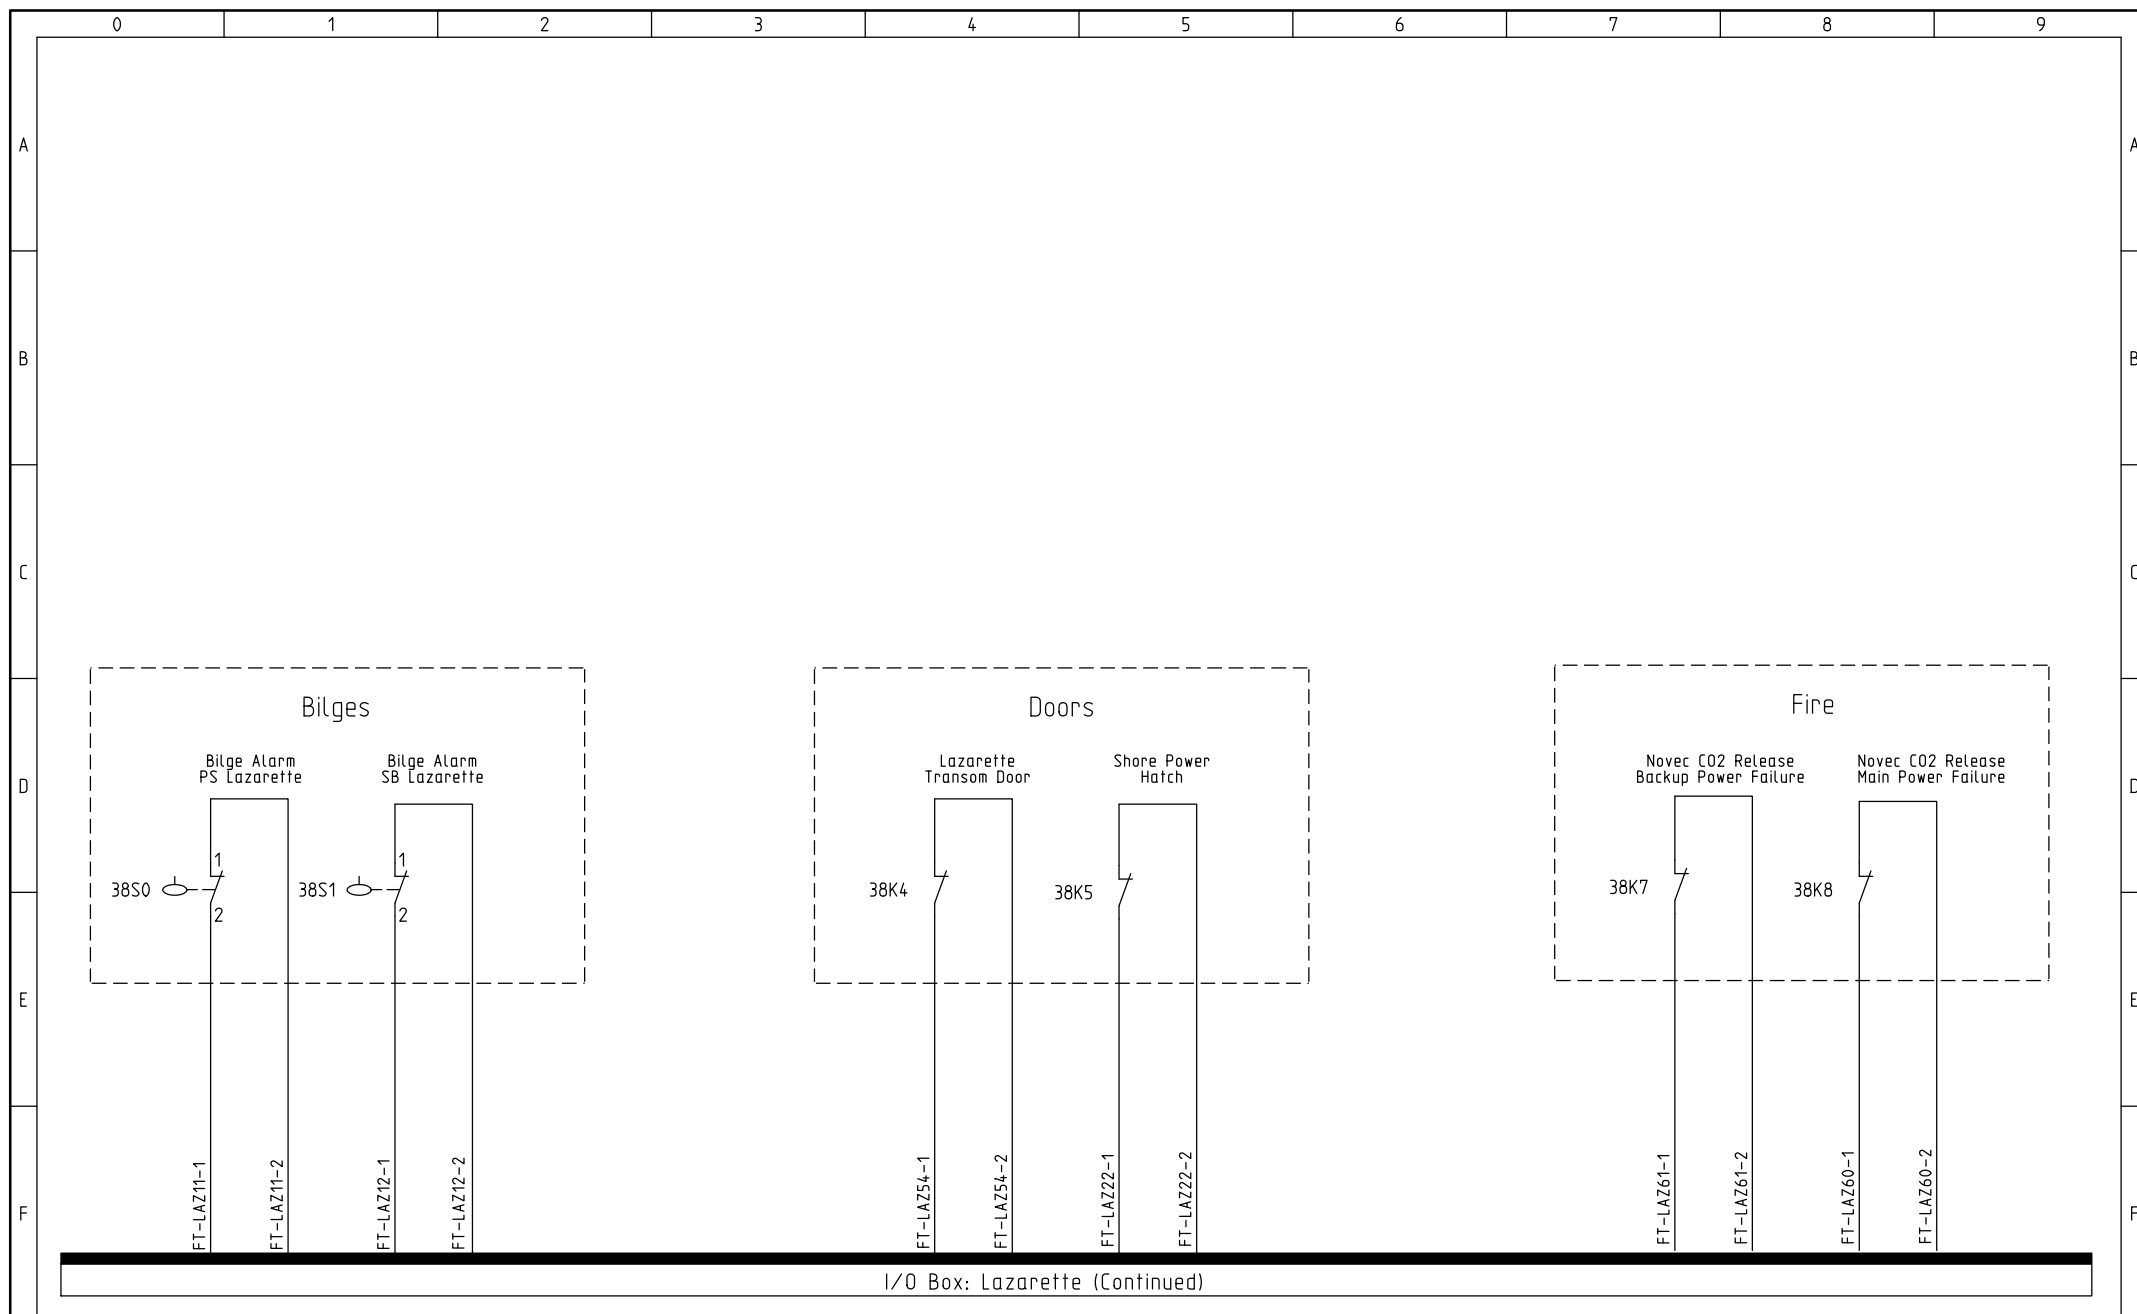 0 1 2 3 4 5 6 7 8 9
A A
B B
C C
Bilges Doors Fire
Bilge Alarm
PS Lazarette
Bilge Alarm
SB Lazarette
Lazarette
Transom Door
Shore Power
Hatch
Novec CO2 Release
Backup Power Failure
Novec CO2 Release
Main Power Failure
D D
1 1
38S0 38S1 38K4 38K5 38K7 38K8
2 2
E E
FT-LAZ11-1
FT-LAZ11-2
FT-LAZ12-1
FT-LAZ12-2
FT-LAZ54-1
FT-LAZ54-2
FT-LAZ22-1
FT-LAZ22-2
FT-LAZ61-1
FT-LAZ61-2
FT-LAZ60-1
FT-LAZ60-2
F F
I/O Box: Lazarette (Continued)